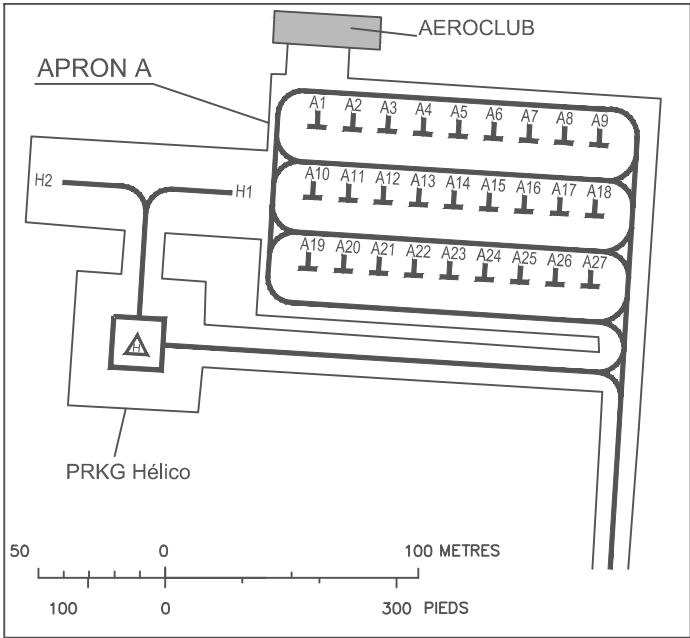 AEROCLUB
APRON A
A1 A2 A3 A4 A5 A6 A7 A8 A9
H2 H1
A10 A11 A12 A13 A14 A15 A16 A17 A18
A19 A20 A21 A22 A23 A24 A25 A26 A27
H
PRKG Hélico
50 0 100 METRES
100 0 300 PIEDS